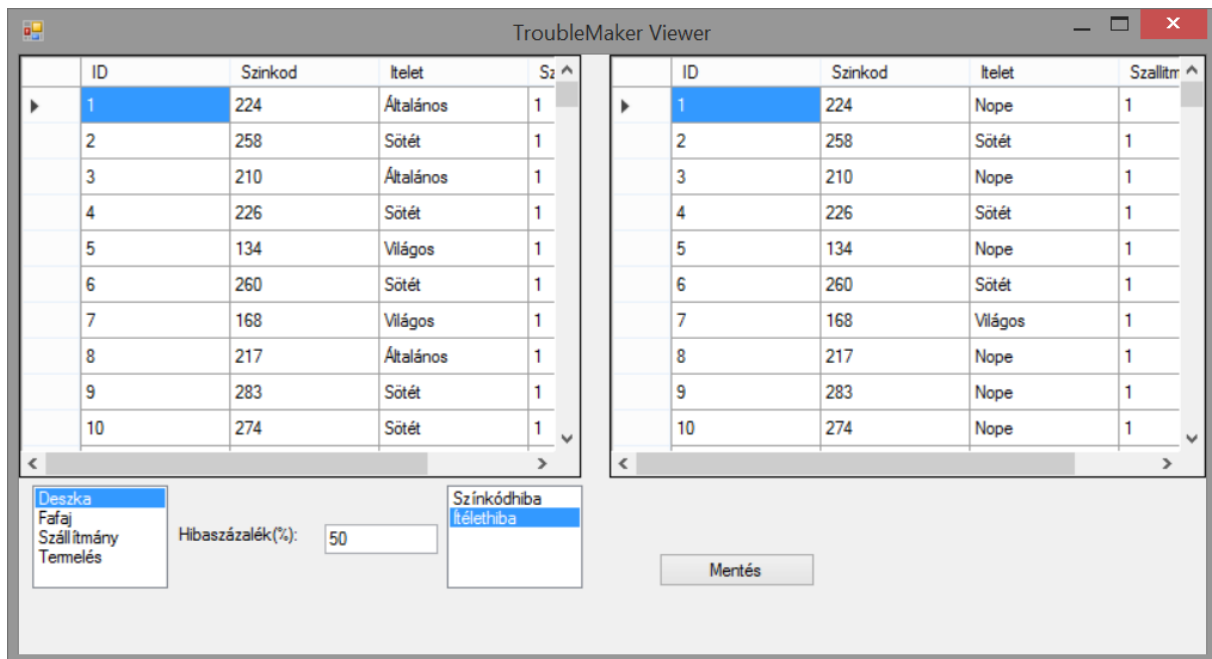 TroubleMaker Viewer
ID Szinkod Itelet Sz
1 224 Általános 1
2 258 Sötét 1
3 210 Általános 1
4 226 Sötét 1
5 134 Világos 1
6 260 Sötét 1
7 168 Világos 1
8 217 Általános 1
9 283 Sötét 1
10 274 Sötét 1
ID Szinkod Itelet Szallitm
1 224 Nope 1
2 258 Sötét 1
3 210 Nope 1
4 226 Sötét 1
5 134 Nope 1
6 260 Sötét 1
7 168 Világos 1
8 217 Nope 1
9 283 Nope 1
10 274 Nope 1
Deszka
Fafaj
Szállítmány
Termelés
Hibaszázalék(%): 50
Színkódhiba
Ítélethiba
Mentés